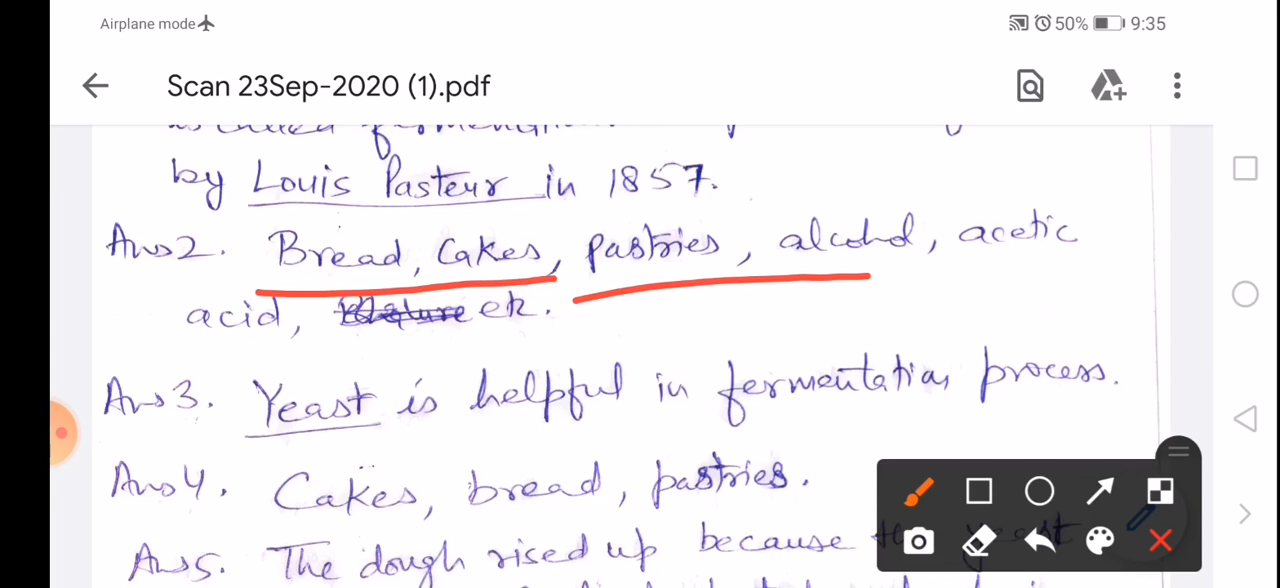 Airplane mode 50% 9:35
Scan 23Sep-2020 (1).pdf
by Louis Pasteur in 1857.
Ans2. Bread, Cakes, pastries, alcohol, acetic
acid, etc.
Ans3. Yeast is helpful in fermentation process.
Ans4. Cakes, bread, pastries.
Ans5. The dough rised up because